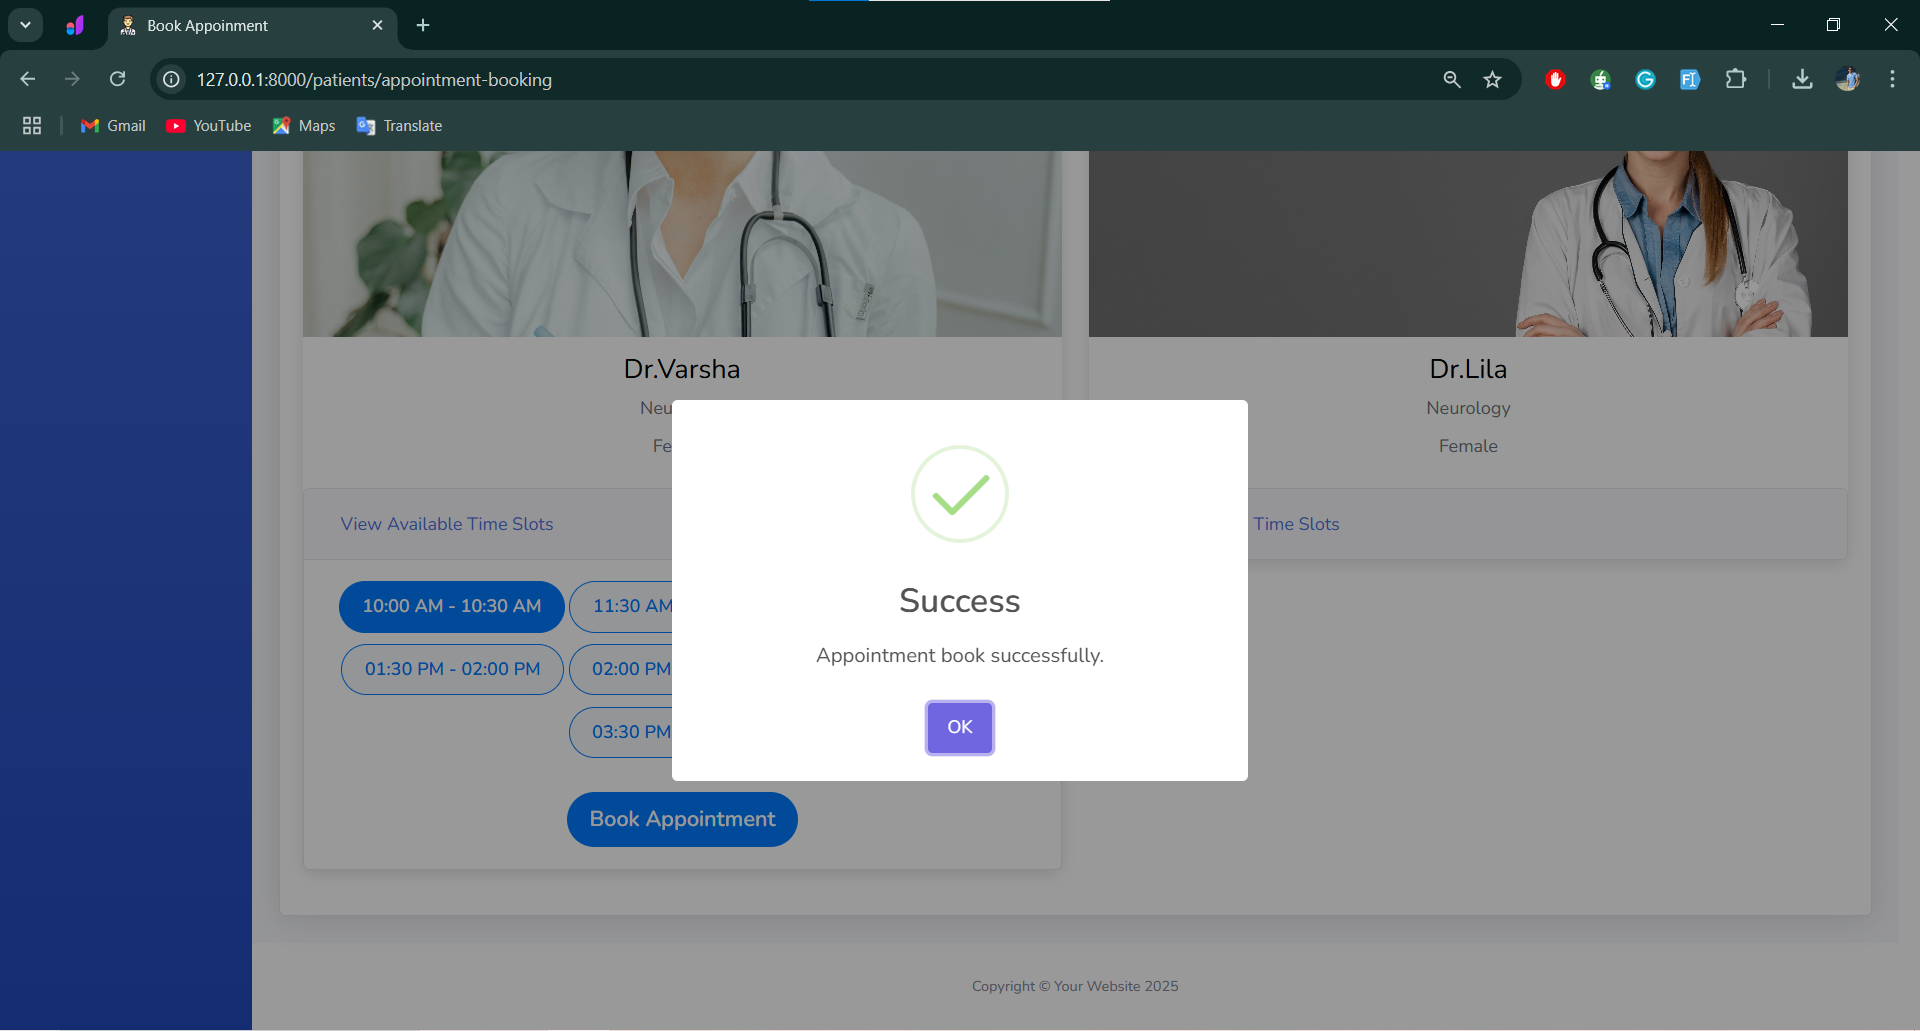 Book Appoinment
127.0.0.1:8000/patients/appointment-booking
Gmail YouTube Maps Translate
Dr.Varsha
Neu
Fe
Dr.Lila
Neurology
Female
View Available Time Slots
Time Slots
10:00 AM - 10:30 AM
11:30 AM
01:30 PM - 02:00 PM
02:00 PM
03:30 PM
Book Appointment
Success
Appointment book successfully.
OK
Copyright © Your Website 2025